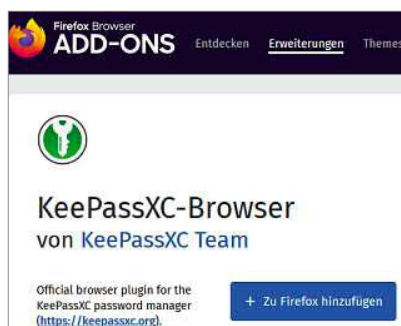 Firefox Browser
ADD-ONS Entdecken Erweiterungen Themes
KeePassXC-Browser
von KeePassXC Team
Official browser plugin for the
KeePassXC password manager
(https://keepassxc.org).
+ Zu Firefox hinzufügen